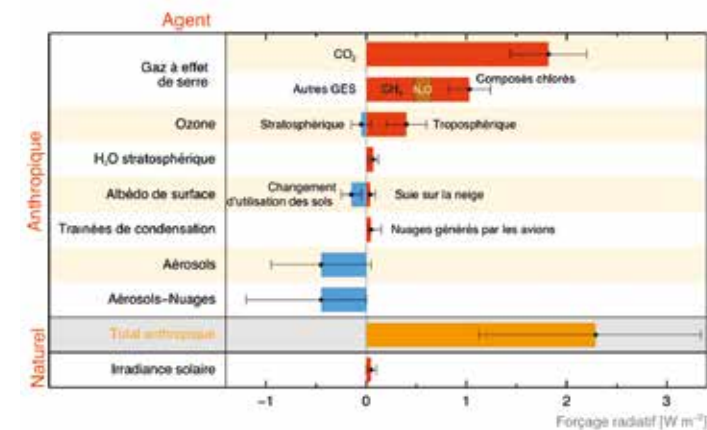 Agent
Anthropique
Naturel
Gaz à effet
de serre
CO₂
Autres GES
CH₄
N₂O
Composés chlorés
Ozone
Stratosphérique
Troposphérique
H₂O stratosphérique
Albédo de surface
Changement
d'utilisation des sols
Suie sur la neige
Traînées de condensation
Nuages générés par les avions
Aérosols
Aérosols-Nuages
Total anthropique
Irradiance solaire
-1
0
1
2
3
Forçage radiatif [W m⁻²]